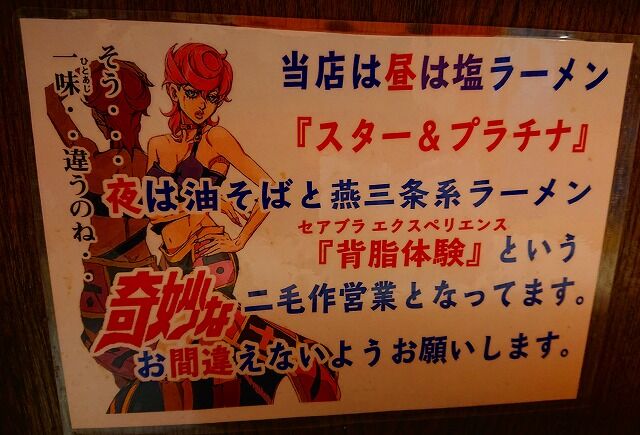 当店は昼は塩ラーメン
『スター＆プラチナ』
夜は油そばと燕三条系ラーメン
セアブラ エクスペリエンス
『背脂体験』という
奇妙な二毛作営業となってます。
お間違えないようお願いします。
そう・・・・
ひとあじ
一味・・違うのね・・